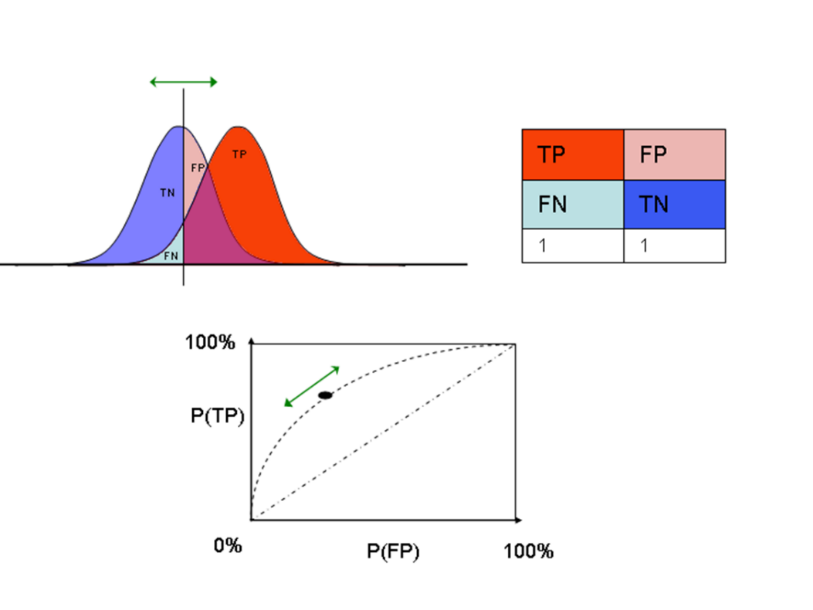 TN
FP
TP
FN
TP FP
FN TN
1 1
100%
P(TP)
0%
P(FP)
100%